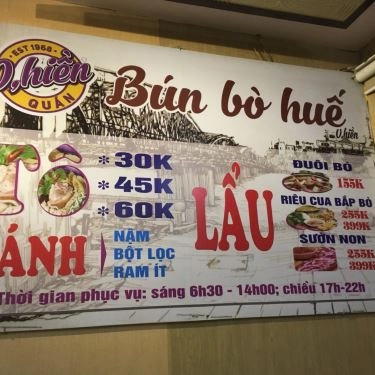 EST 1968
O,hiền
QUÁN
Bún bò huế
O,hiền
TÔ
*30K
*45K
*60K
ÁNH
NẬM
BỘT LỌC
RAM ÍT
LẨU
ĐUÔI BÒ
155K
RIÊU CUA BẮP BÒ
255K
399K
SƯỜN NON
255K
399K
Thời gian phục vụ: sáng 6h30 - 14h00; chiều 17h-22h